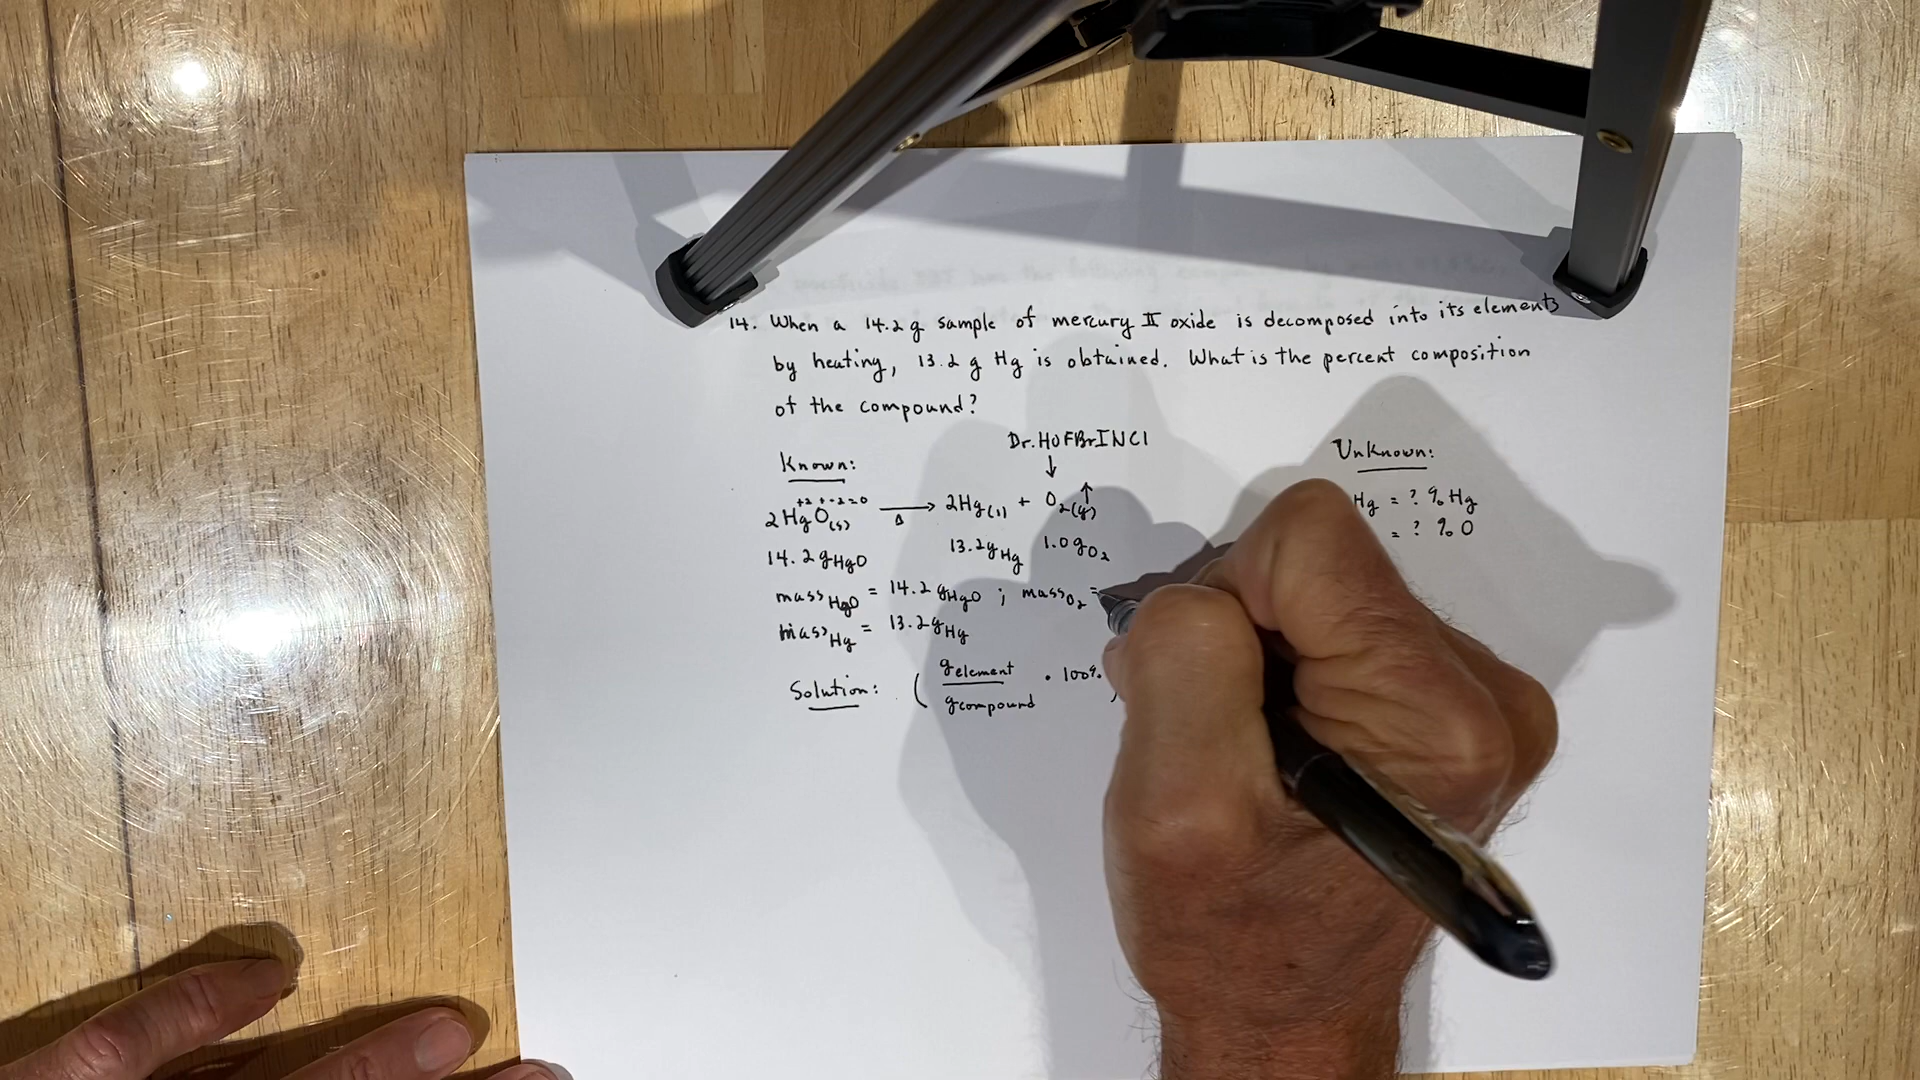 14. When a 14.2 g sample of mercury II oxide is decomposed into its elements
by heating, 13.2 g Hg is obtained. What is the percent composition
of the compound?
Dr. HOFBrINCl
↓
Known:
+2 + -2 = 0
2HgO(s) →Δ 2Hg(l) + O₂(g) ↑
14.2 gHgO 13.2gHg 1.0gO₂
massHgO = 14.2 gHgO ; massO₂ =
massHg = 13.2gHg
Solution: ( gelement / gcompound • 100% )
Unknown:
Hg = ? % Hg
= ? % O